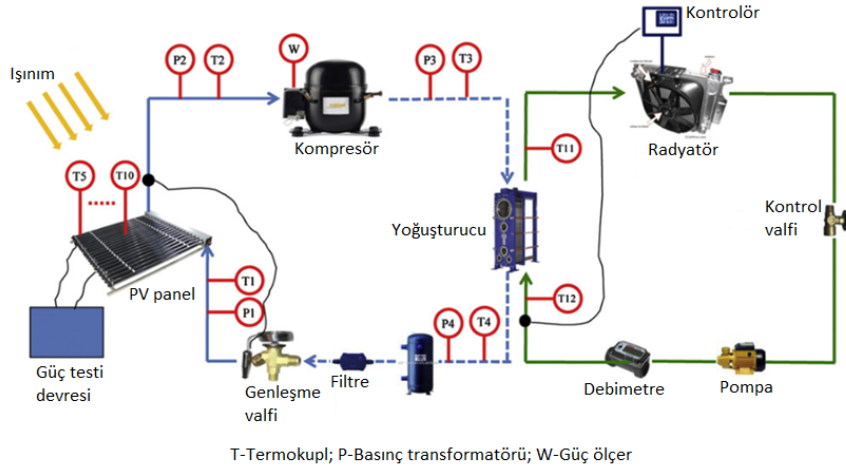 Kontrolör
P2
T2
W
P3
T3
Işınım
Kompresör
Radyatör
T11
T5
T10
Yoğuşturucu
Kontrol
valfi
PV panel
T1
T12
P1
P4
T4
Güç testi
devresi
Genleşme
valfi
Filtre
Debimetre
Pompa
T-Termokupl; P-Basınç transformatörü; W-Güç ölçer